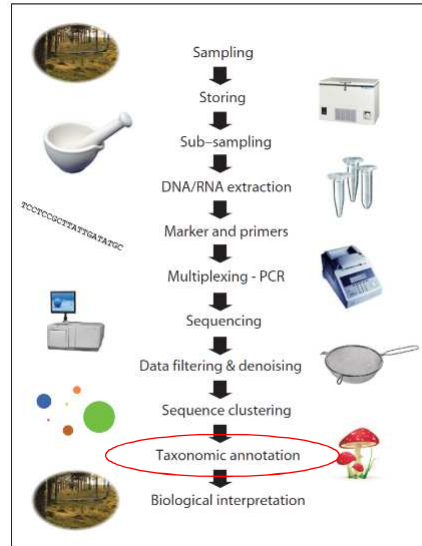 Sampling
Storing
Sub–sampling
DNA/RNA extraction
TCCTCCGCTTATTGATATGC
Marker and primers
Multiplexing - PCR
Sequencing
Data filtering & denoising
Sequence clustering
Taxonomic annotation
Biological interpretation